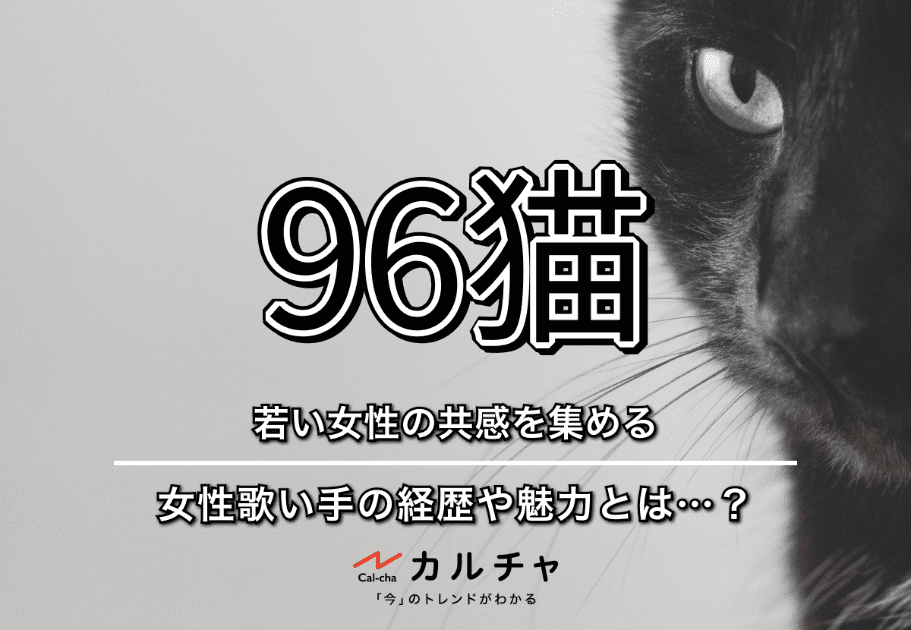 96猫
若い女性の共感を集める
女性歌い手の経歴や魅力とは…？
Cal-cha カルチャ
「今」のトレンドがわかる